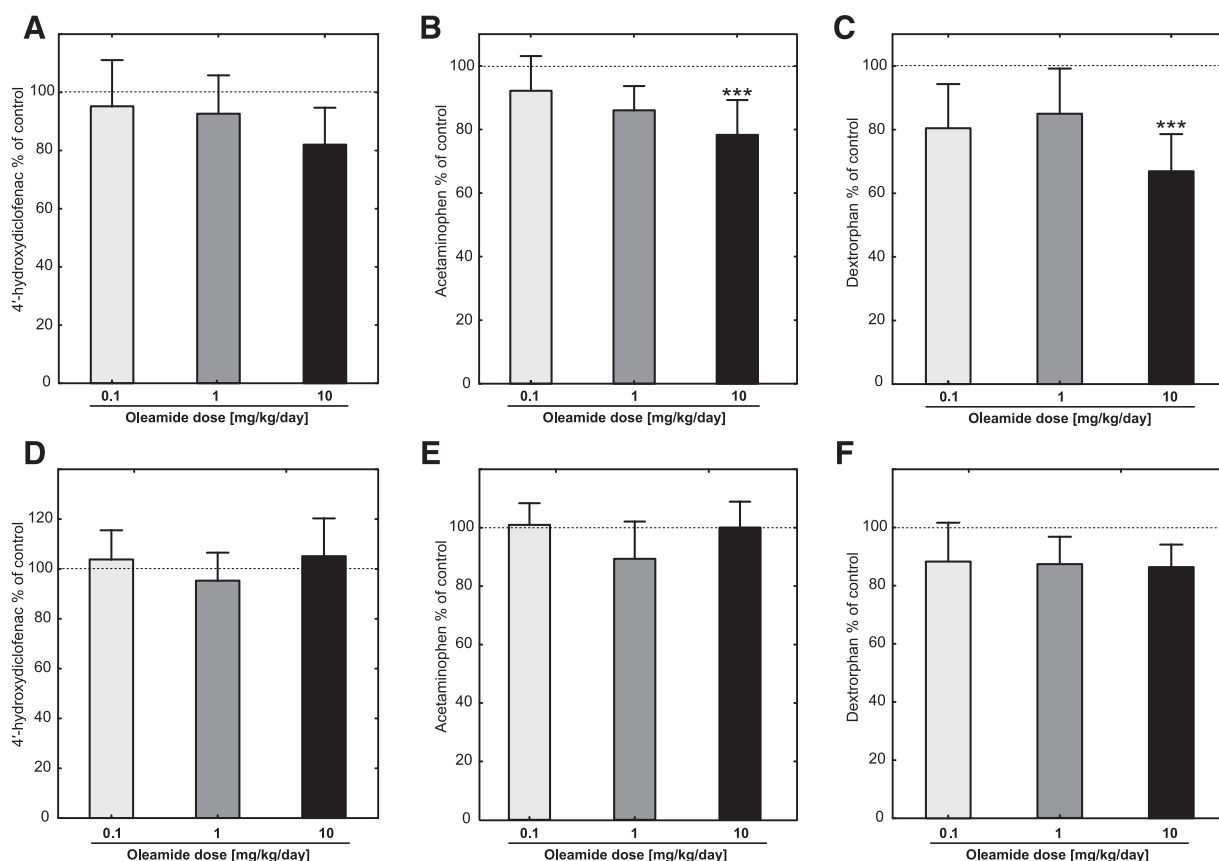 A
4′-hydroxydiclofenac % of control
100
80
60
40
20
0
0.1 1 10
Oleamide dose [mg/kg/day]
B
Acetaminophen % of control
100
80
60
40
20
0
***
0.1 1 10
Oleamide dose [mg/kg/day]
C
Dextrorphan % of control
100
80
60
40
20
0
***
0.1 1 10
Oleamide dose [mg/kg/day]
D
4′-hydroxydiclofenac % of control
120
100
80
60
40
20
0
0.1 1 10
Oleamide dose [mg/kg/day]
E
Acetaminophen % of control
100
80
60
40
20
0
0.1 1 10
Oleamide dose [mg/kg/day]
F
Dextrorphan % of control
100
80
60
40
20
0
0.1 1 10
Oleamide dose [mg/kg/day]